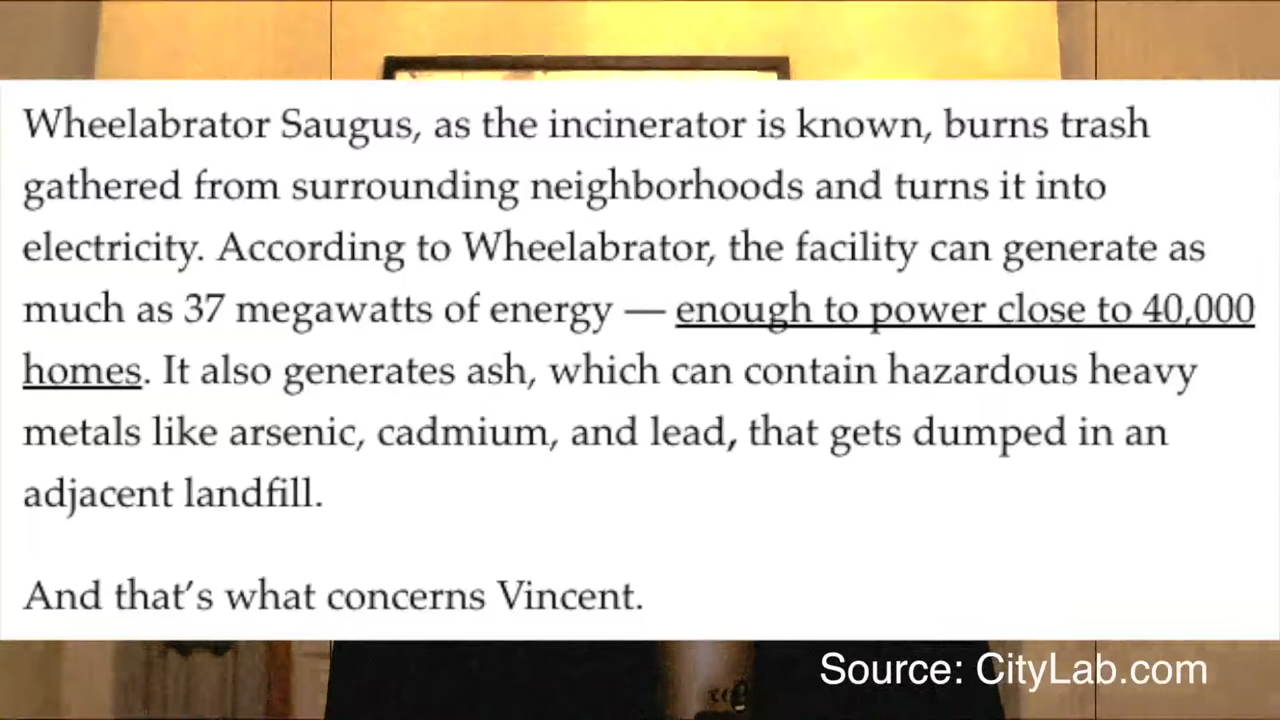 Wheelabrator Saugus, as the incinerator is known, burns trash
gathered from surrounding neighborhoods and turns it into
electricity. According to Wheelabrator, the facility can generate as
much as 37 megawatts of energy — enough to power close to 40,000
homes. It also generates ash, which can contain hazardous heavy
metals like arsenic, cadmium, and lead, that gets dumped in an
adjacent landfill.
And that's what concerns Vincent.
Source: CityLab.com